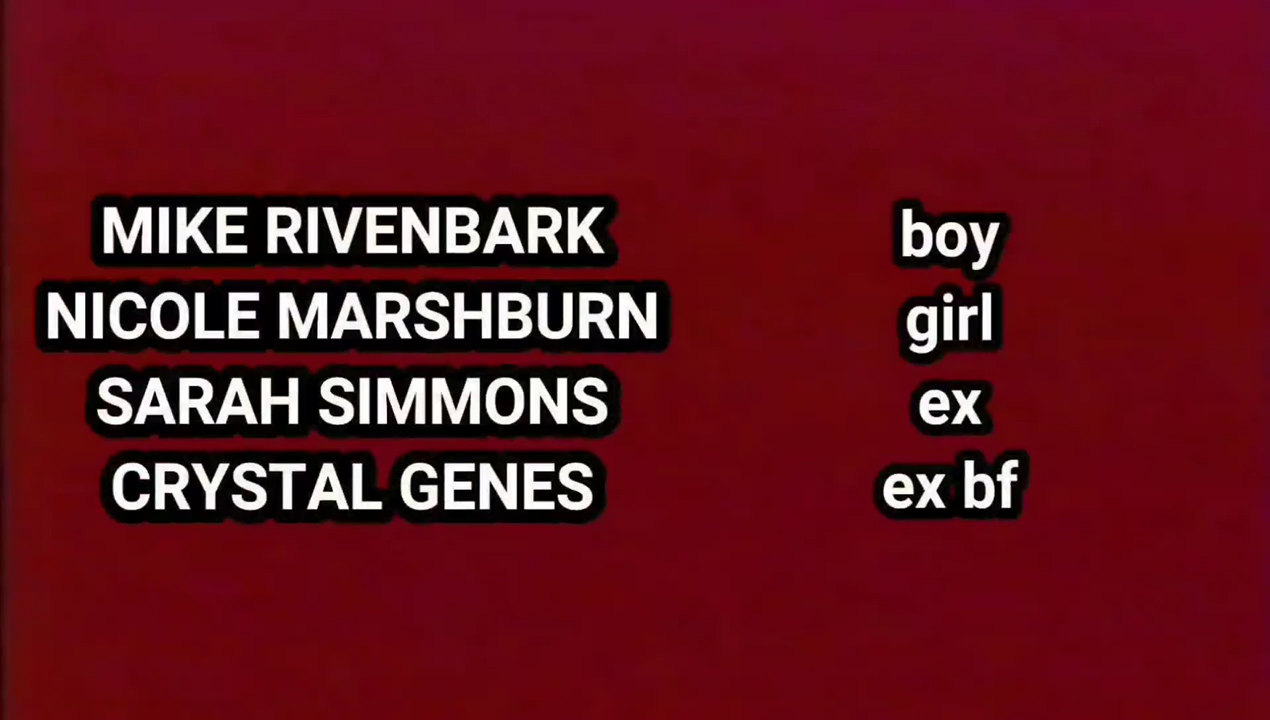 MIKE RIVENBARK boy
NICOLE MARSHBURN girl
SARAH SIMMONS ex
CRYSTAL GENES ex bf